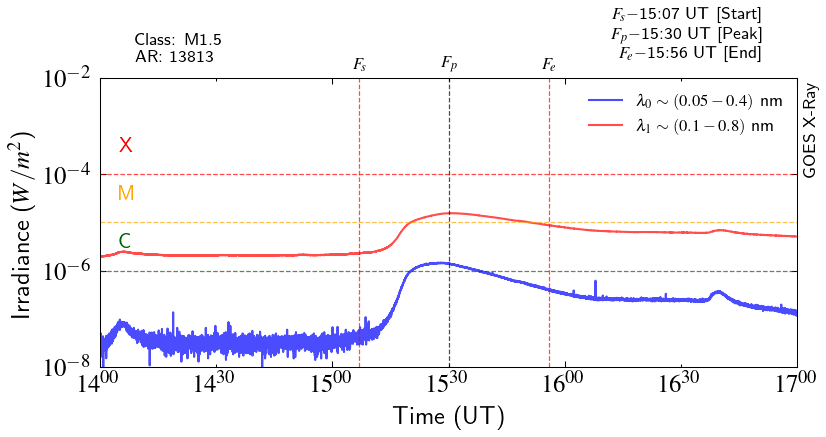 F_s−15:07 UT [Start]
Class: M1.5
F_p−15:30 UT [Peak]
AR: 13813
F_e−15:56 UT [End]
F_s
F_p
F_e
10^−2
λ_0 ∼ (0.05 − 0.4) nm
λ_1 ∼ (0.1 − 0.8) nm
GOES X-Ray
X
10^−4
M
Irradiance (W/m^2)
C
10^−6
10^−8
14^00
14^30
15^00
15^30
16^00
16^30
17^00
Time (UT)